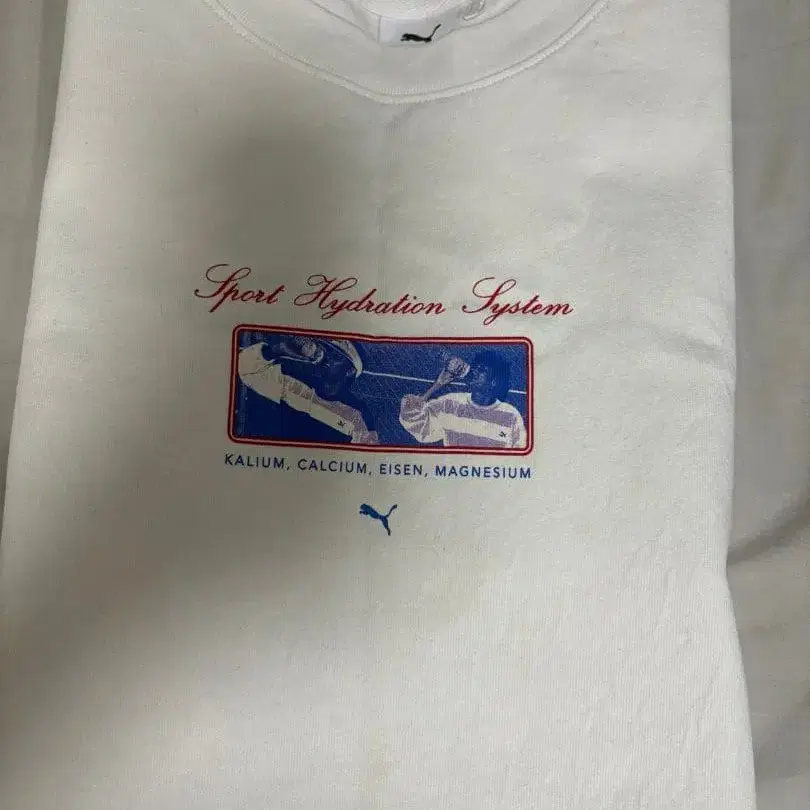 Sport Hydration System
KALIUM, CALCIUM, EISEN, MAGNESIUM